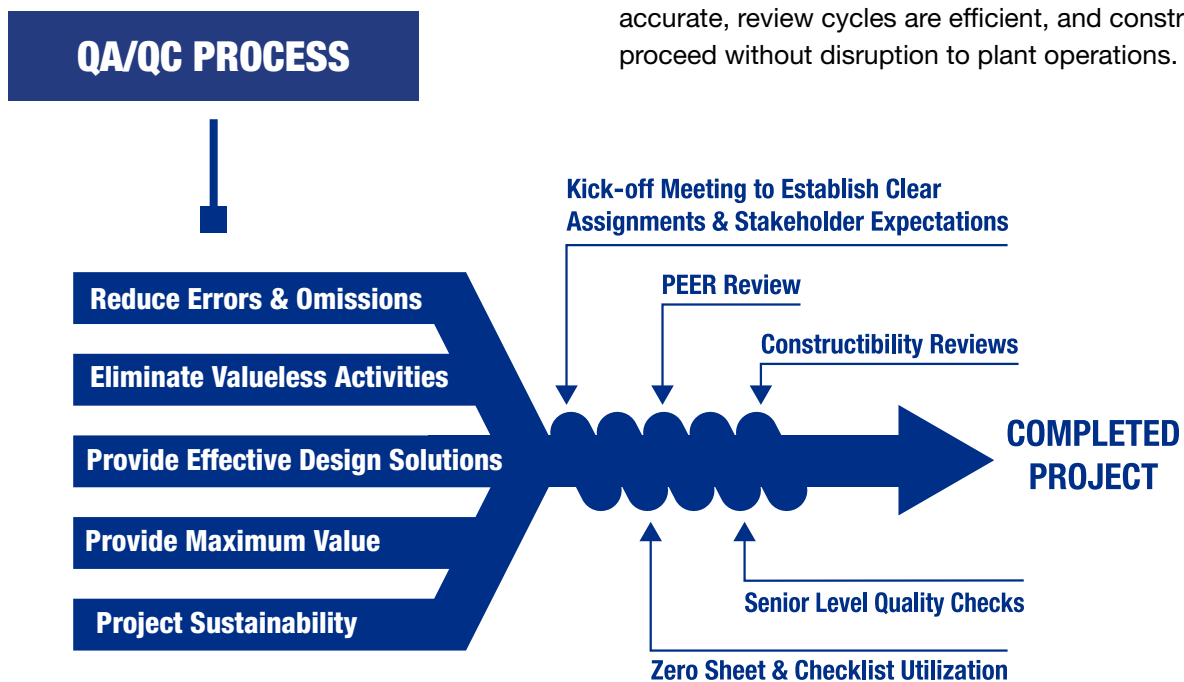 accurate, review cycles are efficient, and constr
proceed without disruption to plant operations.
QA/QC PROCESS
Kick-off Meeting to Establish Clear
Assignments & Stakeholder Expectations
PEER Review
Constructibility Reviews
Reduce Errors & Omissions
Eliminate Valueless Activities
Provide Effective Design Solutions
Provide Maximum Value
Project Sustainability
COMPLETED
PROJECT
Senior Level Quality Checks
Zero Sheet & Checklist Utilization